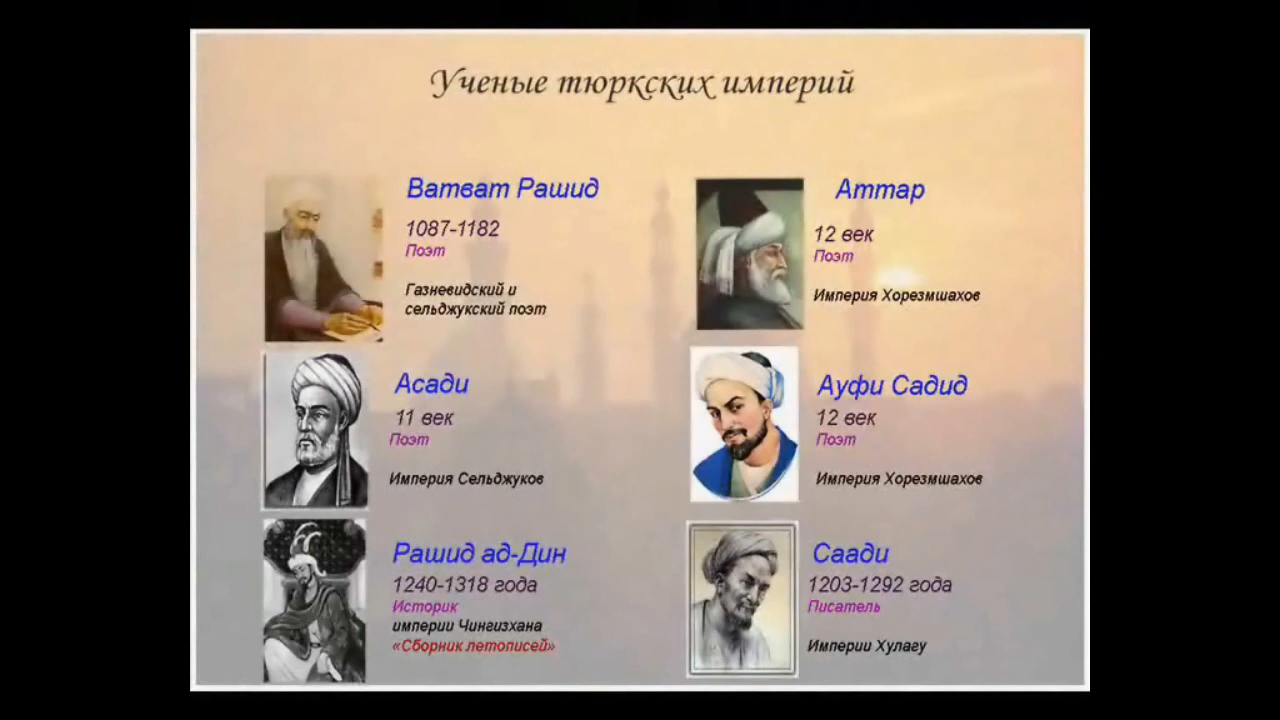 Ученые тюркских империй
Ватват Рашид
1087-1182
Поэт
Газневидский и
сельджукский поэт
Аттар
12 век
Поэт
Империя Хорезмшахов
Асади
11 век
Поэт
Империя Сельджуков
Ауфи Садид
12 век
Поэт
Империя Хорезмшахов
Рашид ад-Дин
1240-1318 года
Историк
империи Чингизхана
«Сборник летописей»
Саади
1203-1292 года
Писатель
Империи Хулагу